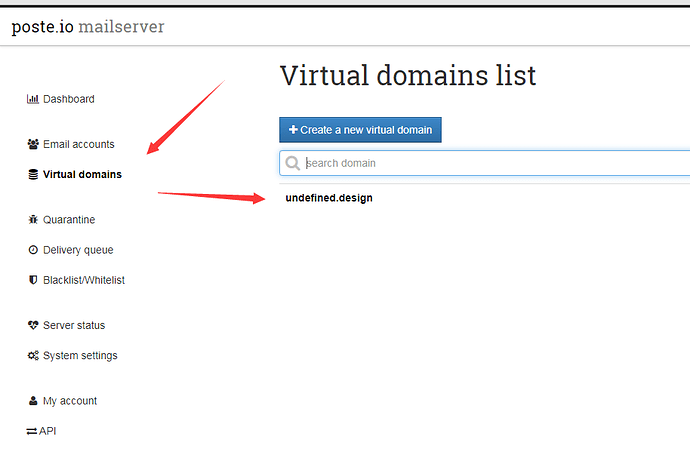 poste.io mailserver
Dashboard
Email accounts
Virtual domains
Quarantine
Delivery queue
Blacklist/Whitelist
Server status
System settings
My account
API
Virtual domains list
Create a new virtual domain
search domain
undefined.design